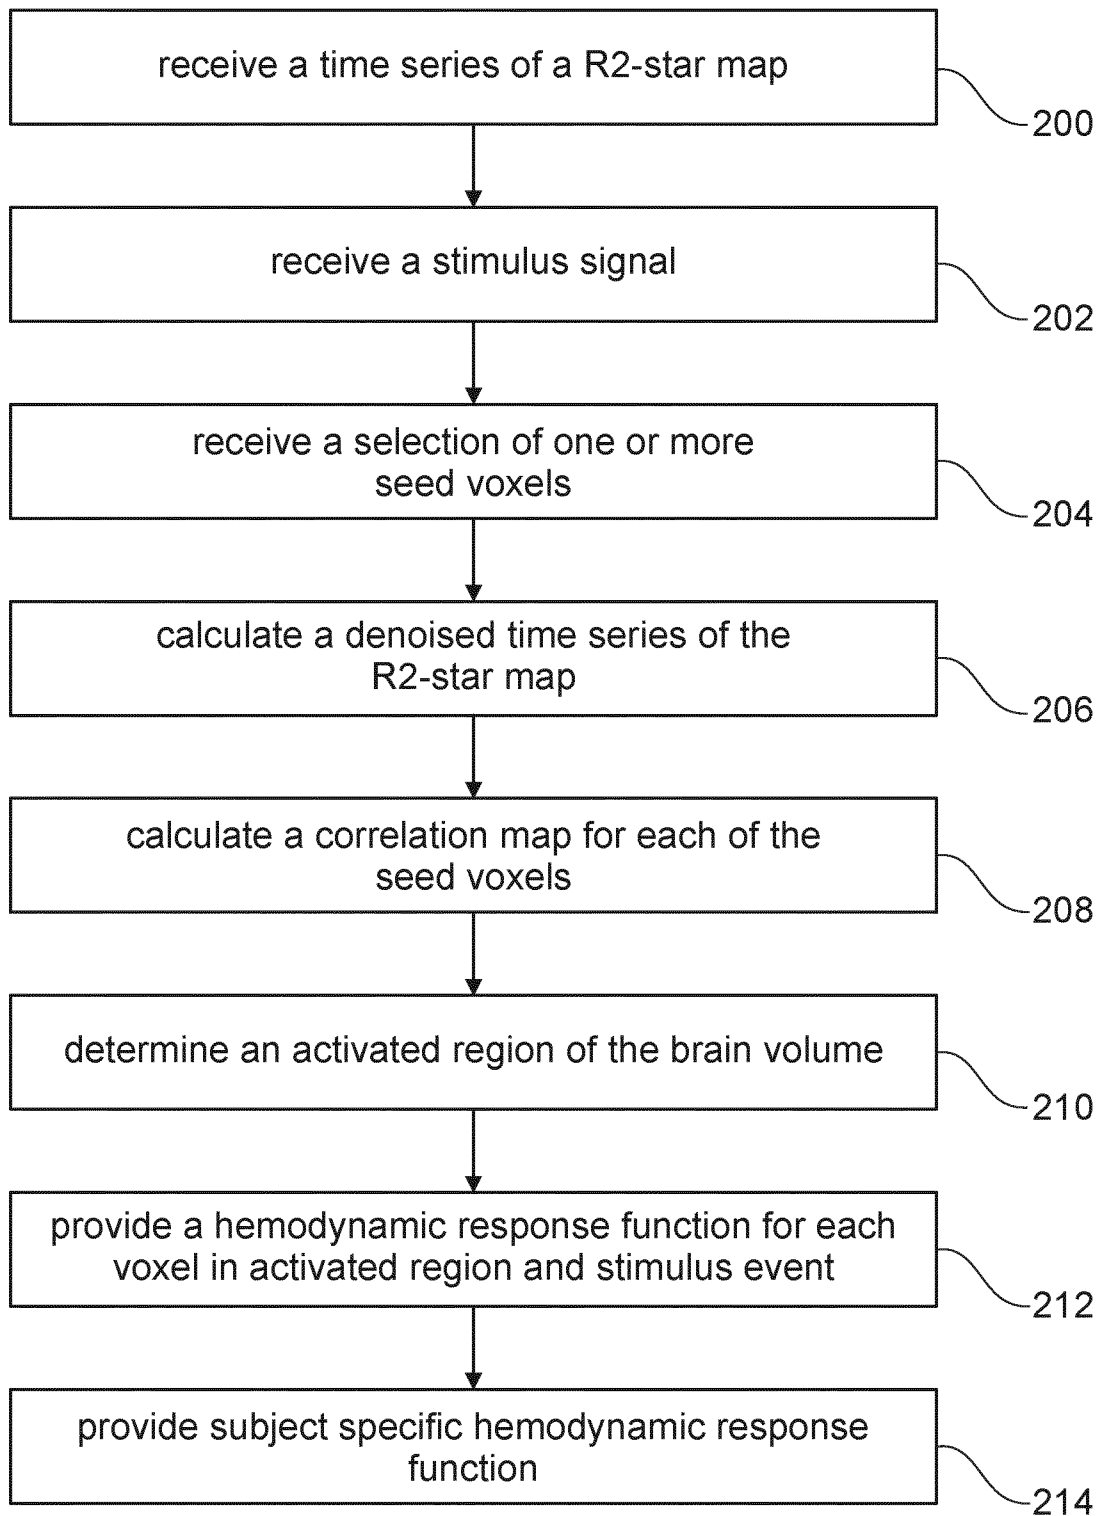 receive a time series of a R2-star map
200
receive a stimulus signal
202
receive a selection of one or more
seed voxels
204
calculate a denoised time series of the
R2-star map
206
calculate a correlation map for each of the
seed voxels
208
determine an activated region of the brain volume
210
provide a hemodynamic response function for each
voxel in activated region and stimulus event
212
provide subject specific hemodynamic response
function
214